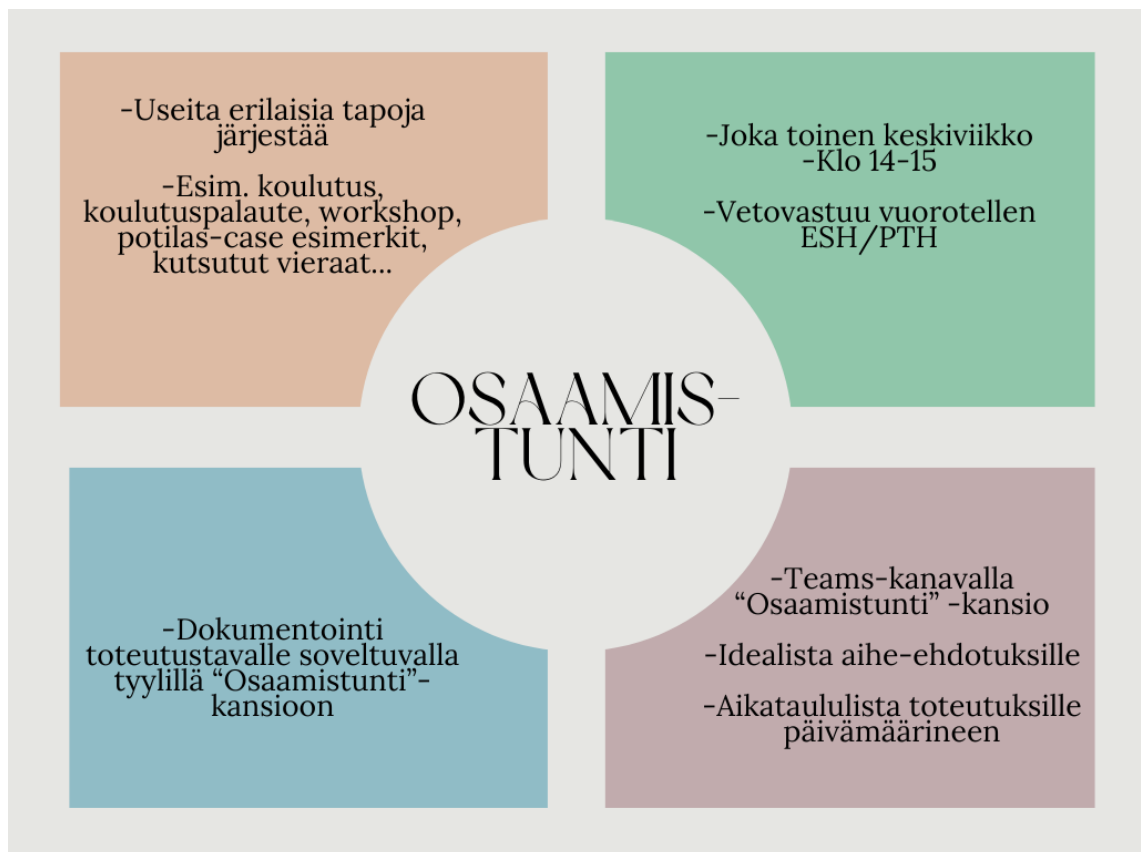 -Useita erilaisia tapoja
järjestää
-Esim. koulutus,
koulutuspalaute, workshop,
potilas-case esimerkit,
kutsutut vieraat...
-Joka toinen keskiviikko
-Klo 14-15
-Vetovastuu vuorotellen
ESH/PTH
OSAAMIS-
TUNTI
-Dokumentointi
toteutustavalle soveltuvalla
tyylillä “Osaamistunti”-
kansioon
-Teams-kanavalla
“Osaamistunti” -kansio
-Idealista aihe-ehdotuksille
-Aikataululista toteutuksille
päivämäärineen